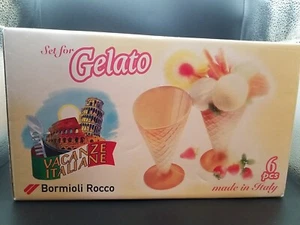 Set for
Gelato
VACANZE
ITALIANE
Bormioli Rocco
6
pcs
made in Italy